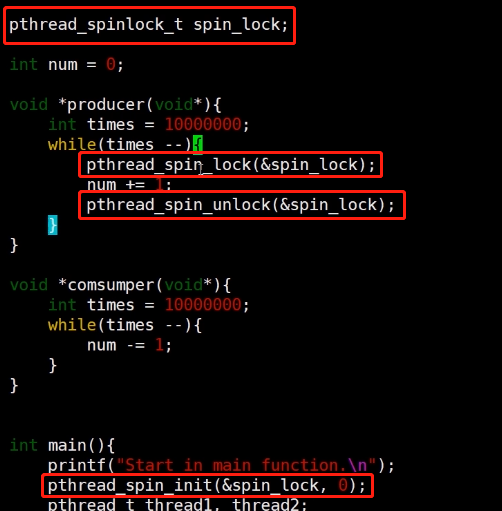 pthread_spinlock_t spin_lock;
int num = 0;
void *producer(void*){
    int times = 10000000;
    while(times --){
        pthread_spin_lock(&spin_lock);
        num += 1;
        pthread_spin_unlock(&spin_lock);
    }
}
void *comsumper(void*){
    int times = 10000000;
    while(times --){
        num -= 1;
    }
}
int main(){
    printf("Start in main function.\n");
    pthread_spin_init(&spin_lock, 0);
    pthread_t thread1, thread2;